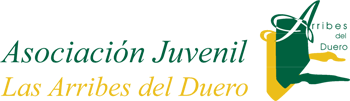 Asociación Juvenil
Las Arribes del Duero
Arribes
del
Duero